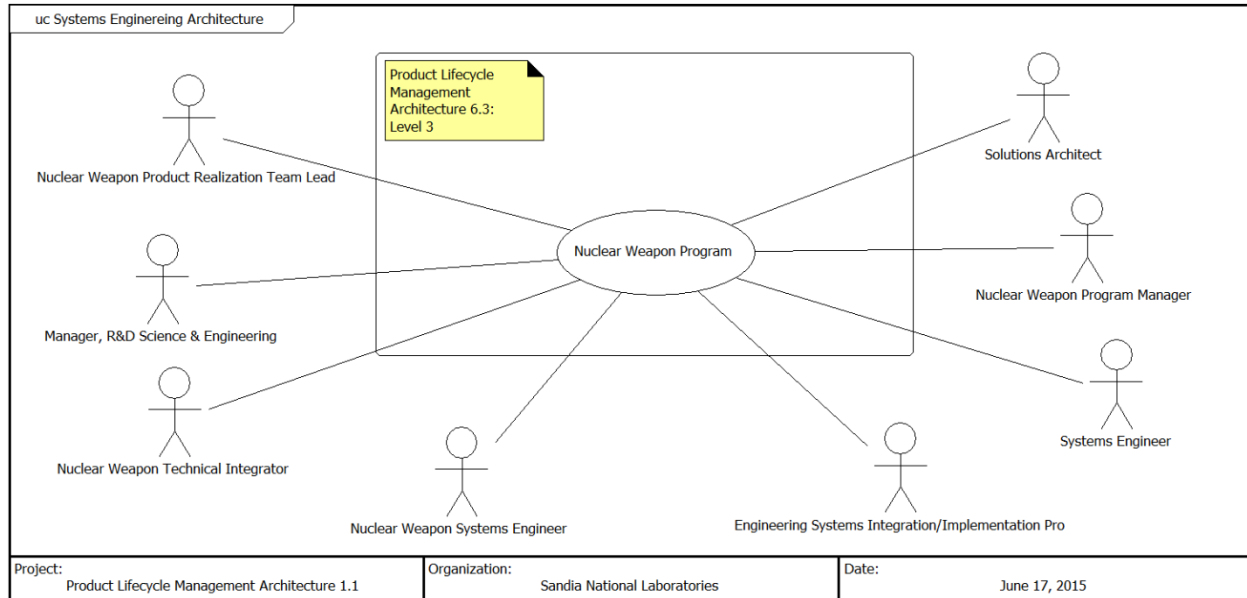 uc Systems Enginereing Architecture
Product Lifecycle
Management
Architecture 6.3:
Level 3
Nuclear Weapon Product Realization Team Lead
Solutions Architect
Nuclear Weapon Program
Nuclear Weapon Program Manager
Manager, R&D Science & Engineering
Systems Engineer
Nuclear Weapon Technical Integrator
Nuclear Weapon Systems Engineer
Engineering Systems Integration/Implementation Pro
Project:
Product Lifecycle Management Architecture 1.1
Organization:
Sandia National Laboratories
Date:
June 17, 2015